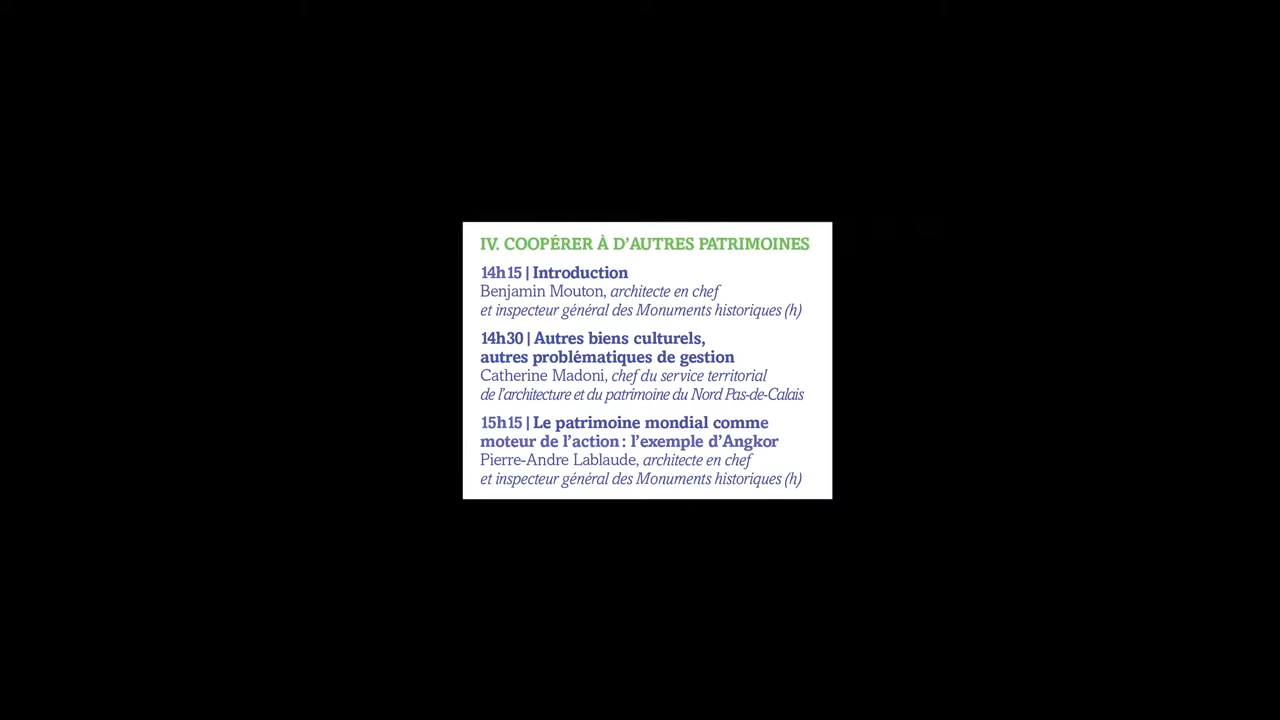 IV. COOPÉRER À D’AUTRES PATRIMOINES
14h15 | Introduction
Benjamin Mouton, architecte en chef
et inspecteur général des Monuments historiques (h)
14h30 | Autres biens culturels,
autres problématiques de gestion
Catherine Madoni, chef du service territorial
de l’architecture et du patrimoine du Nord Pas-de-Calais
15h15 | Le patrimoine mondial comme
moteur de l’action : l’exemple d’Angkor
Pierre-Andre Lablaude, architecte en chef
et inspecteur général des Monuments historiques (h)